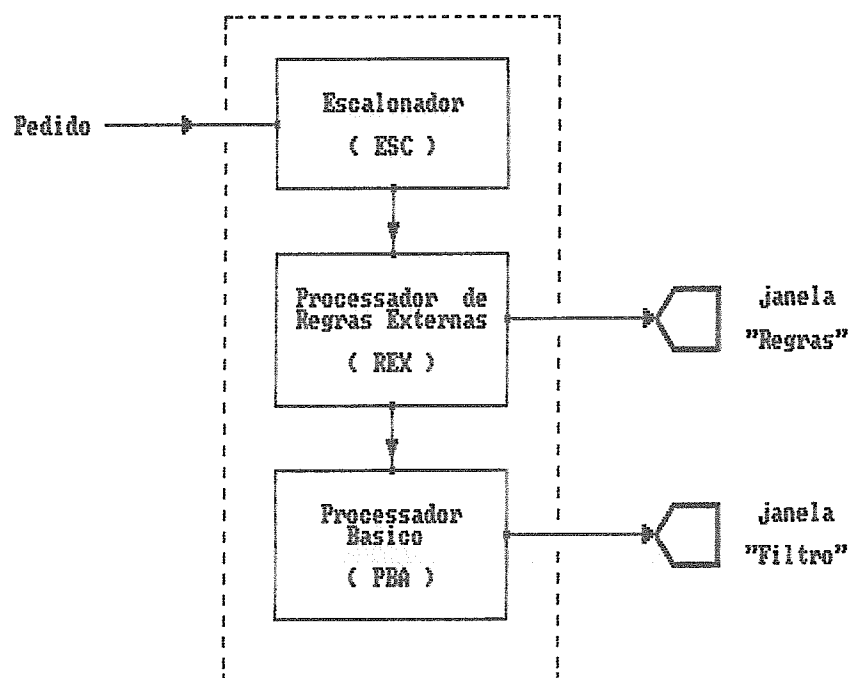 Escalonador
Pedido
( ESC )
Processador de
Regras Externas
( REX )
janela
"Regras"
Processador
Basico
( PBA )
janela
"Filtro"